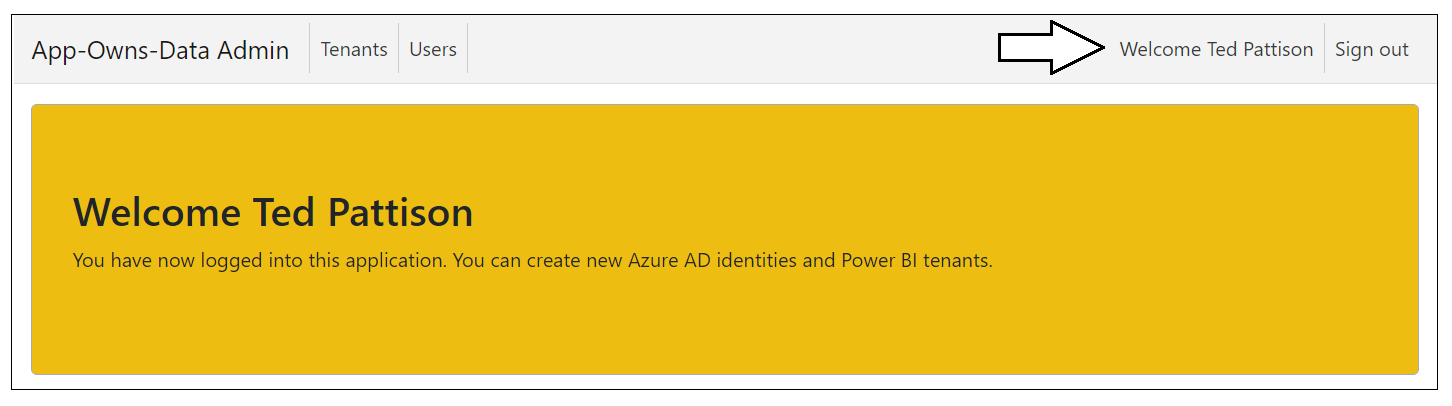 App-Owns-Data Admin Tenants Users Welcome Ted Pattison Sign out
Welcome Ted Pattison
You have now logged into this application. You can create new Azure AD identities and Power BI tenants.